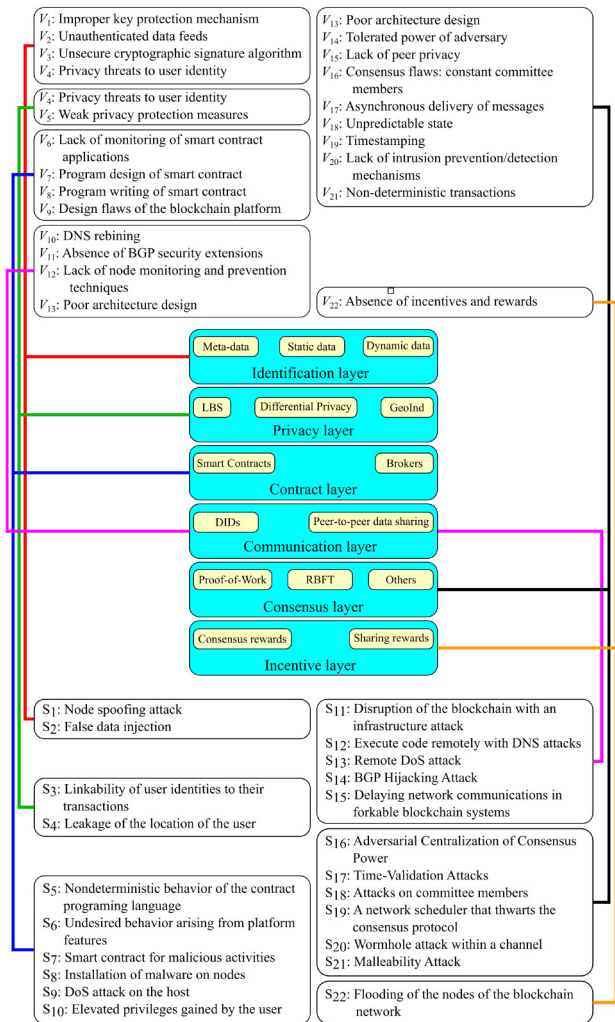 V1: Improper key protection mechanism
V2: Unauthenticated data feeds
V3: Unsecure cryptographic signature algorithm
V4: Privacy threats to user identity
V4: Privacy threats to user identity
V5: Weak privacy protection measures
V6: Lack of monitoring of smart contract
applications
V7: Program design of smart contract
V8: Program writing of smart contract
V9: Design flaws of the blockchain platform
V10: DNS rebining
V11: Absence of BGP security extensions
V12: Lack of node monitoring and prevention
techniques
V13: Poor architecture design
V13: Poor architecture design
V14: Tolerated power of adversary
V15: Lack of peer privacy
V16: Consensus flaws: constant committee
members
V17: Asynchronous delivery of messages
V18: Unpredictable state
V19: Timestamping
V20: Lack of intrusion prevention/detection
mechanisms
V21: Non-deterministic transactions
V22: Absence of incentives and rewards
Meta-data Static data Dynamic data
Identification layer
LBS Differential Privacy GeoInd
Privacy layer
Smart Contracts Brokers
Contract layer
DIDs Peer-to-peer data sharing
Communication layer
Proof-of-Work RBFT Others
Consensus layer
Consensus rewards Sharing rewards
Incentive layer
S1: Node spoofing attack
S2: False data injection
S3: Linkability of user identities to their
transactions
S4: Leakage of the location of the user
S5: Nondeterministic behavior of the contract
programing language
S6: Undesired behavior arising from platform
features
S7: Smart contract for malicious activities
S8: Installation of malware on nodes
S9: DoS attack on the host
S10: Elevated privileges gained by the user
S11: Disruption of the blockchain with an
infrastructure attack
S12: Execute code remotely with DNS attacks
S13: Remote DoS attack
S14: BGP Hijacking Attack
S15: Delaying network communications in
forkable blockchain systems
S16: Adversarial Centralization of Consensus
Power
S17: Time-Validation Attacks
S18: Attacks on committee members
S19: A network scheduler that thwarts the
consensus protocol
S20: Wormhole attack within a channel
S21: Malleability Attack
S22: Flooding of the nodes of the blockchain
network